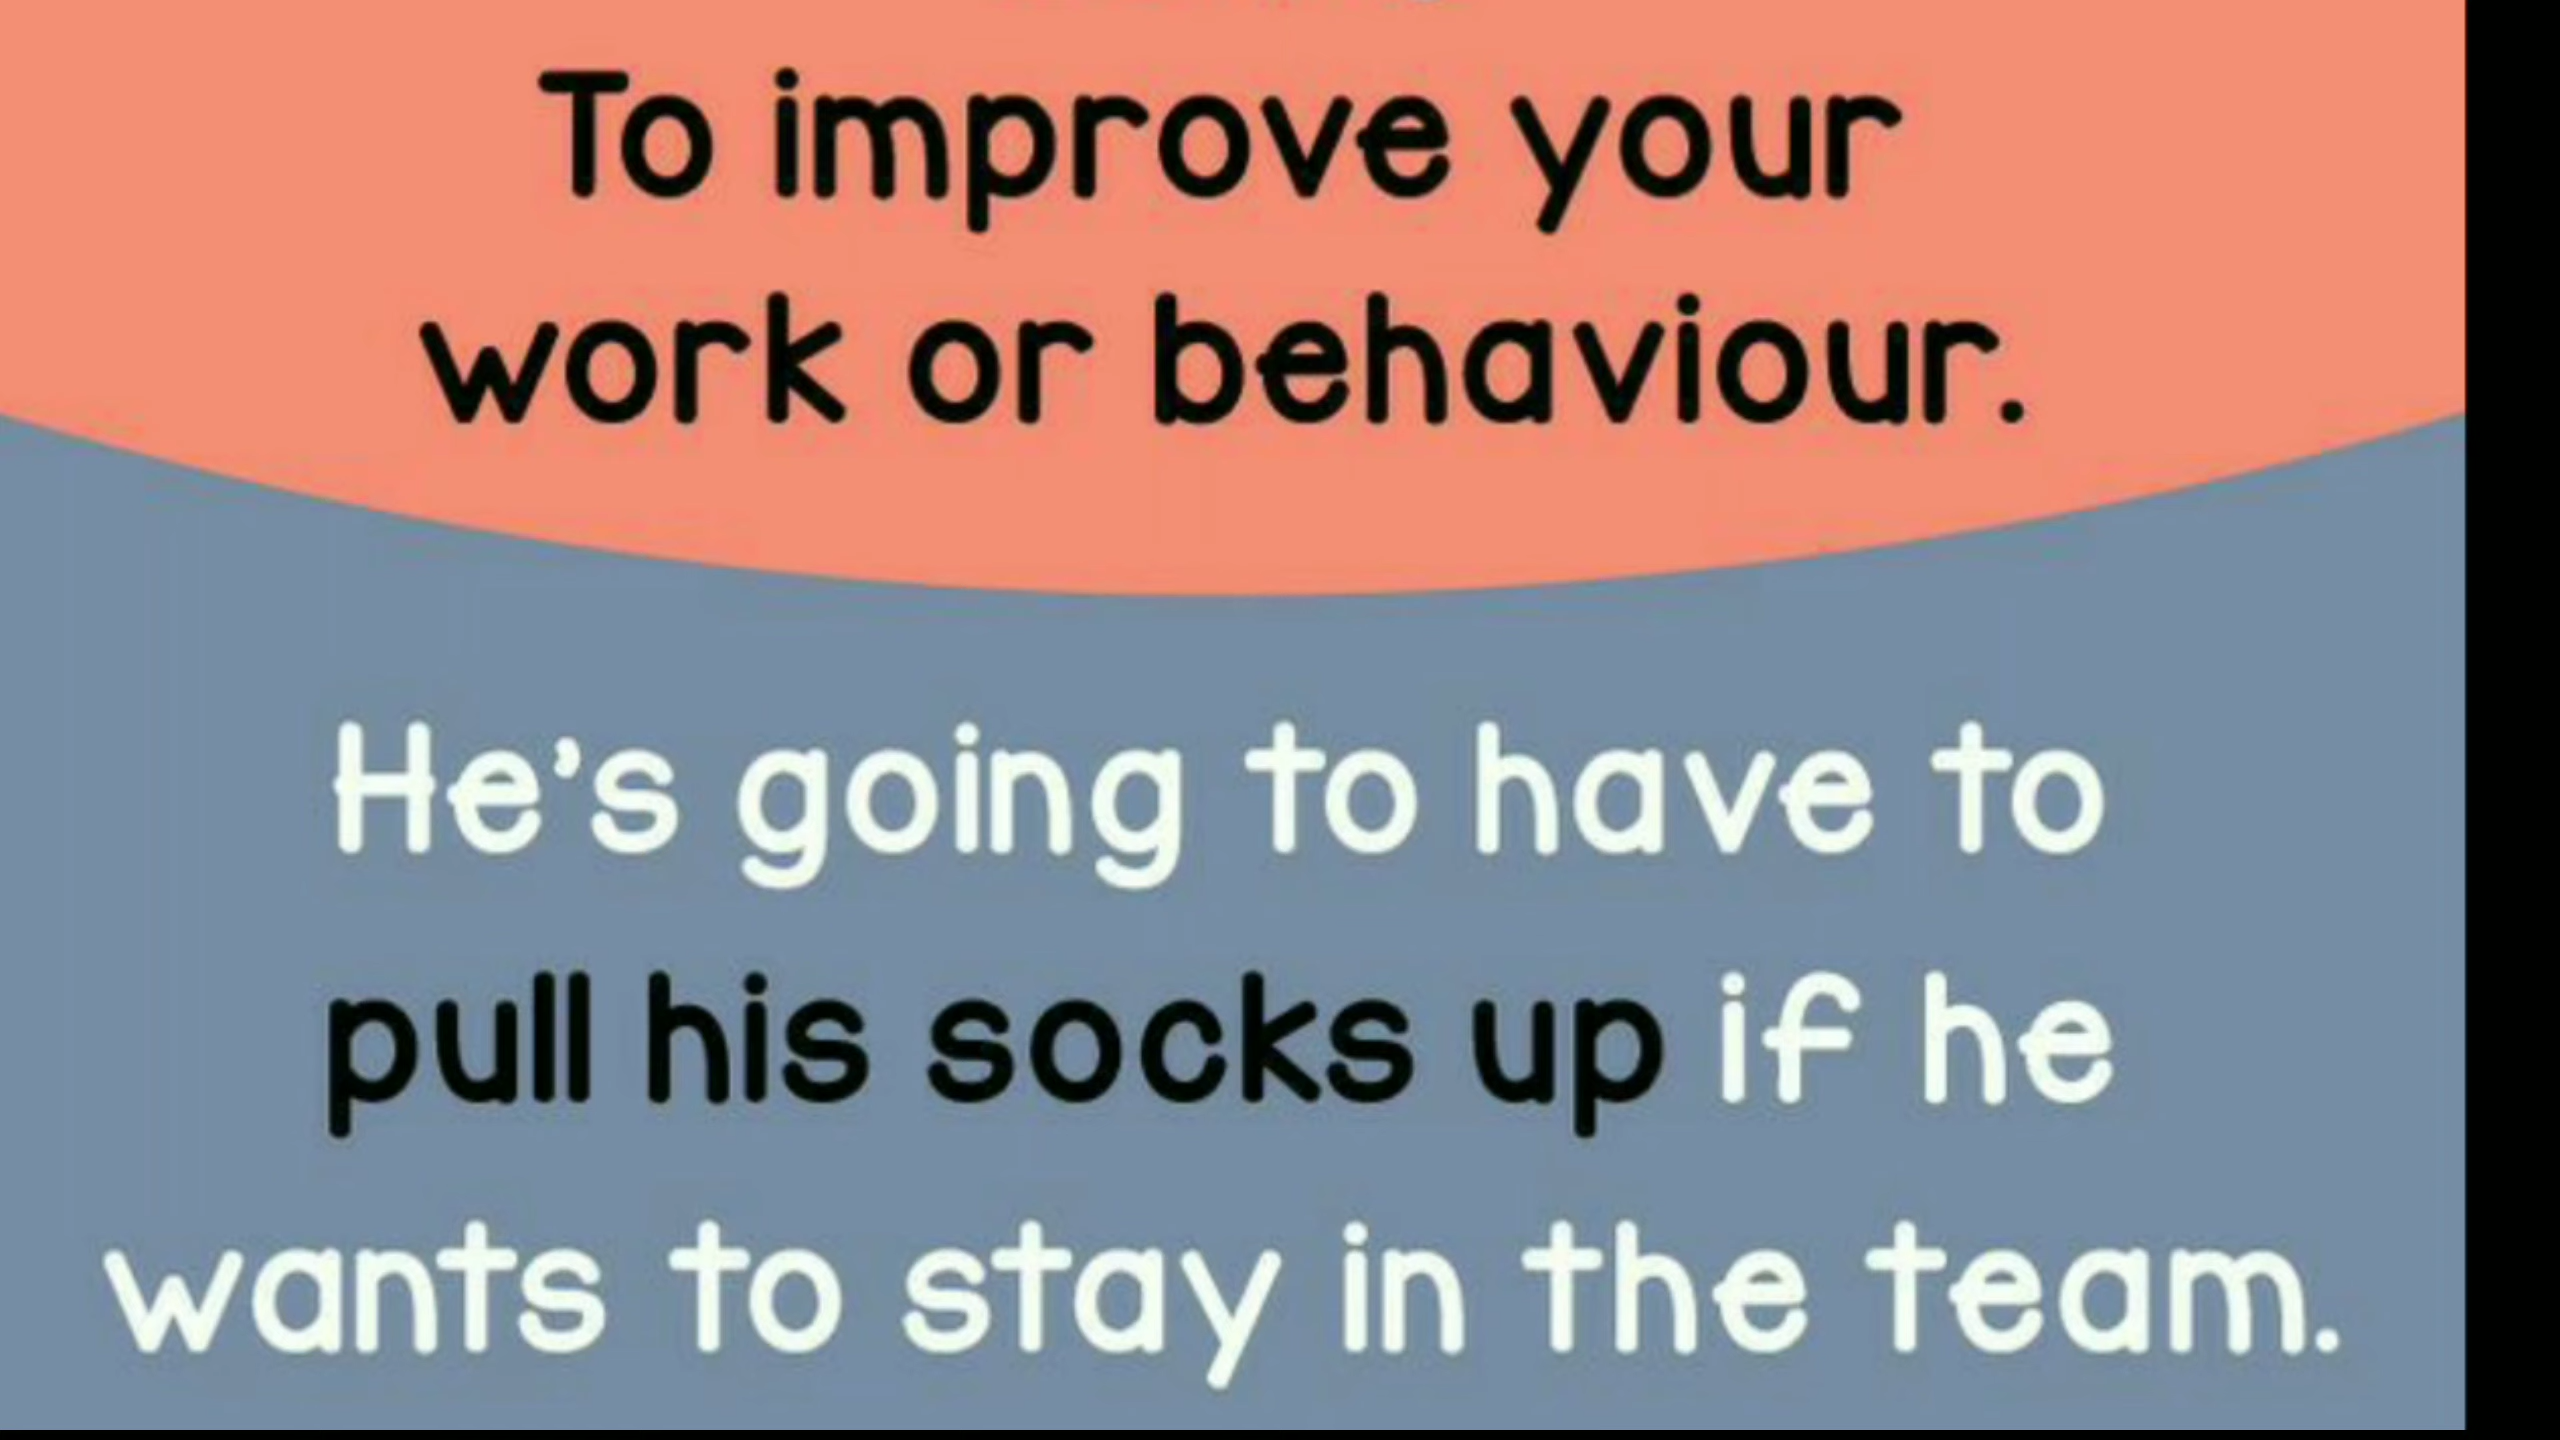 To improve your
work or behaviour.
He's going to have to
pull his socks up if he
wants to stay in the team.